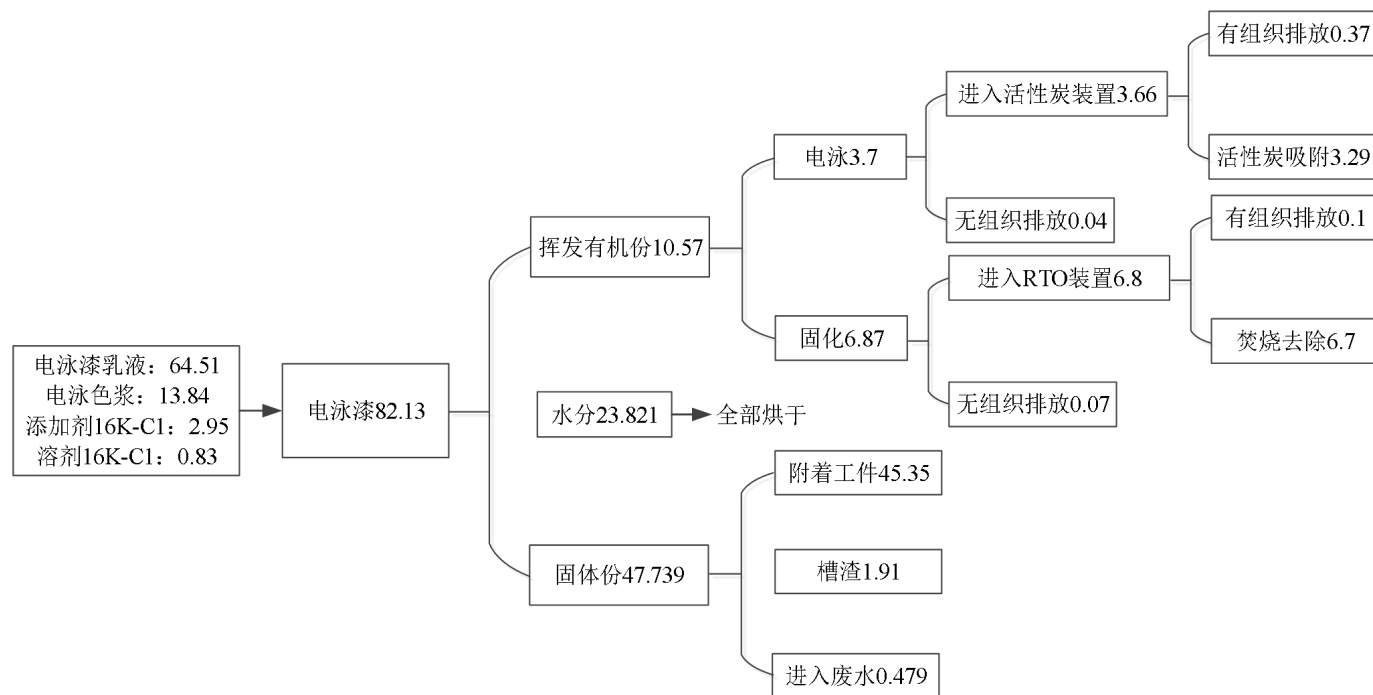 电泳漆乳液：64.51
电泳色浆：13.84
添加剂16K-C1：2.95
溶剂16K-C1：0.83
电泳漆82.13
挥发有机份10.57
电泳3.7
进入活性炭装置3.66
有组织排放0.37
活性炭吸附3.29
无组织排放0.04
固化6.87
进入RTO装置6.8
有组织排放0.1
焚烧去除6.7
无组织排放0.07
水分23.821
全部烘干
固体份47.739
附着工件45.35
槽渣1.91
进入废水0.479